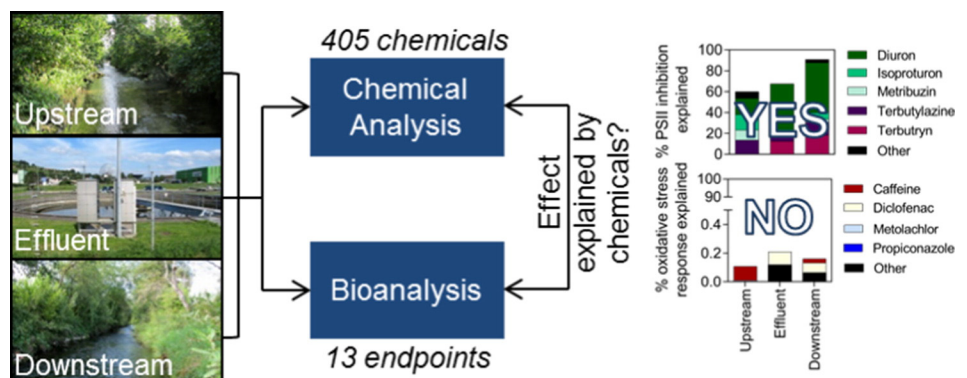 Upstream
Effluent
Downstream
405 chemicals
Chemical
Analysis
Bioanalysis
13 endpoints
Effect
explained by
chemicals?
% PSII inhibition
explained
100
80
60
40
20
0
YES
Diuron
Isoproturon
Metribuzin
Terbutylazine
Terbutryn
Other
% oxidative stress
response explained
100
90
0.4
0.2
0.0
NO
Upstream
Effluent
Downstream
Caffeine
Diclofenac
Metolachlor
Propiconazole
Other